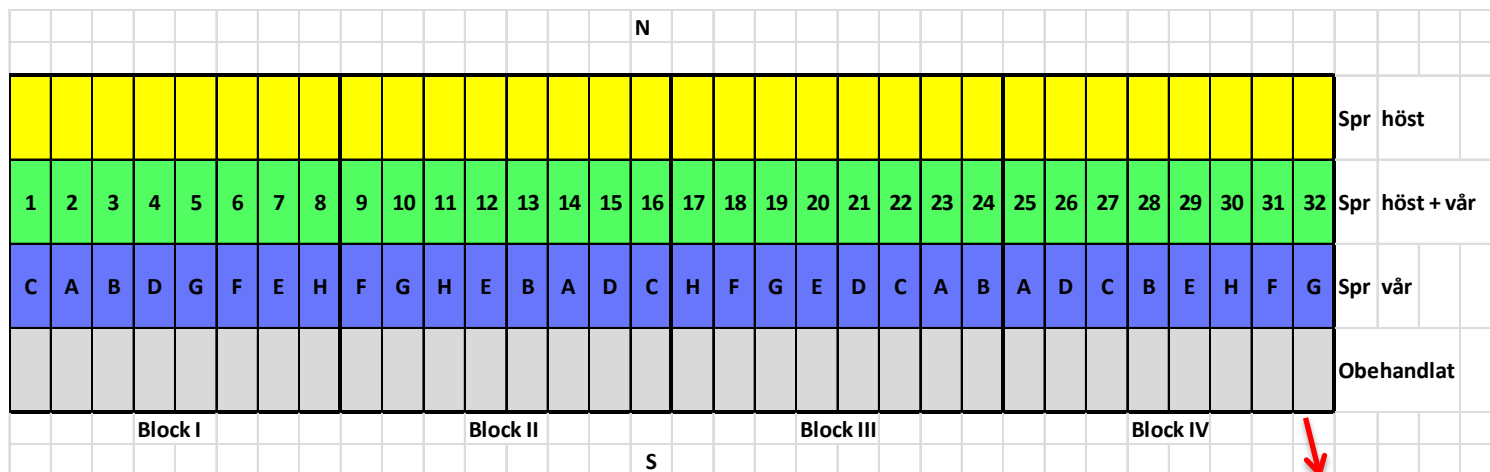 N
Spr höst
1 2 3 4 5 6 7 8 9 10 11 12 13 14 15 16 17 18 19 20 21 22 23 24 25 26 27 28 29 30 31 32 Spr höst + vår
C A B D G F E H F G H E B A D C H F G E D C A B A D C B E H F G Spr vår
Obehandlat
Block I Block II Block III Block IV
S